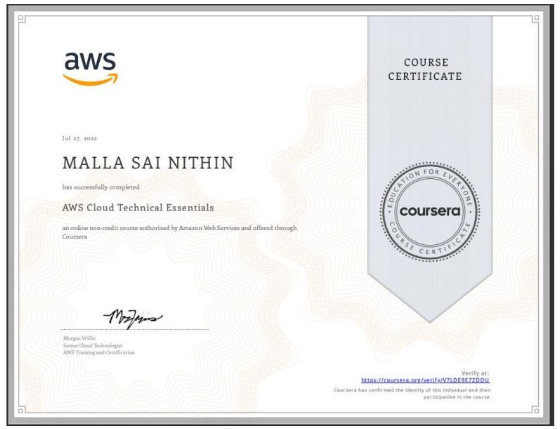 aws
COURSE
CERTIFICATE
Jul 27, 2022
MALLA SAI NITHIN
has successfully completed
AWS Cloud Technical Essentials
an online non-credit course authorized by Amazon Web Services and offered through
Coursera
EDUCATION FOR EVERYONE
coursera
COURSE CERTIFICATE
Morgan Willis
Senior Cloud Technologist
AWS Training and Certification
Verify at:
https://coursera.org/verify/V7LDE9E7ZDDU
Coursera has confirmed the identity of this individual and their
participation in the course.